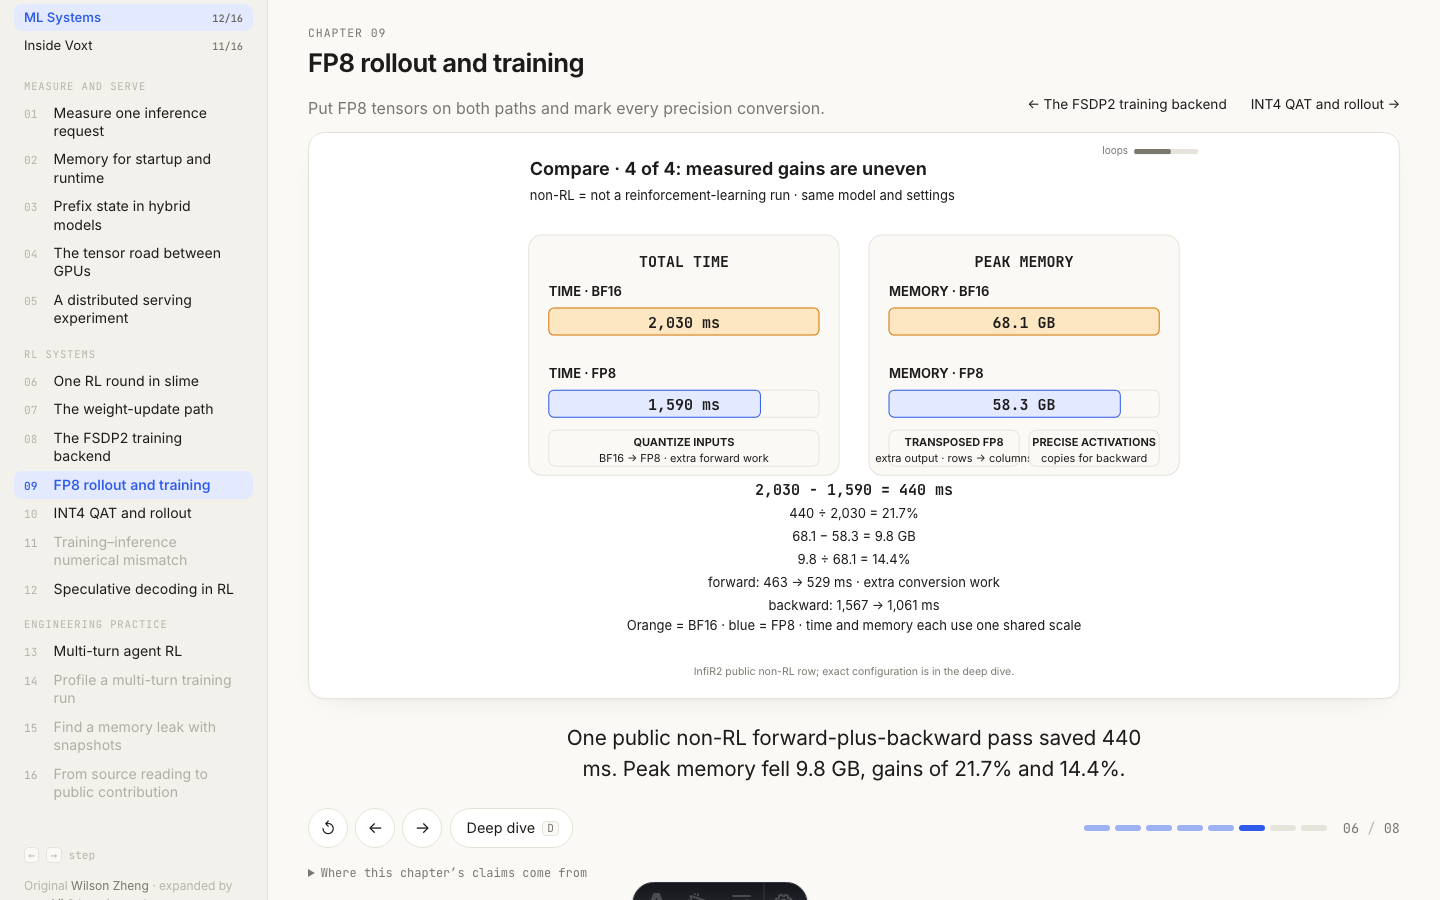 ML Systems 12/16
Inside Voxt 11/16
MEASURE AND SERVE
01 Measure one inference
request
02 Memory for startup and
runtime
03 Prefix state in hybrid
models
04 The tensor road between
GPUs
05 A distributed serving
experiment
RL SYSTEMS
06 One RL round in slime
07 The weight-update path
08 The FSDP2 training
backend
09 FP8 rollout and training
10 INT4 QAT and rollout
11 Training–inference
numerical mismatch
12 Speculative decoding in RL
ENGINEERING PRACTICE
13 Multi-turn agent RL
14 Profile a multi-turn training
run
15 Find a memory leak with
snapshots
16 From source reading to
public contribution
← → step
Original Wilson Zheng · expanded by
CHAPTER 09
FP8 rollout and training
Put FP8 tensors on both paths and mark every precision conversion.
← The FSDP2 training backend INT4 QAT and rollout →
loops
Compare · 4 of 4: measured gains are uneven
non-RL = not a reinforcement-learning run · same model and settings
TOTAL TIME
TIME · BF16
2,030 ms
TIME · FP8
1,590 ms
QUANTIZE INPUTS
BF16 → FP8 · extra forward work
PEAK MEMORY
MEMORY · BF16
68.1 GB
MEMORY · FP8
58.3 GB
TRANSPOSED FP8
extra output · rows → columns
PRECISE ACTIVATIONS
copies for backward
2,030 - 1,590 = 440 ms
440 ÷ 2,030 = 21.7%
68.1 − 58.3 = 9.8 GB
9.8 ÷ 68.1 = 14.4%
forward: 463 → 529 ms · extra conversion work
backward: 1,567 → 1,061 ms
Orange = BF16 · blue = FP8 · time and memory each use one shared scale
InfiR2 public non-RL row; exact configuration is in the deep dive.
One public non-RL forward-plus-backward pass saved 440
ms. Peak memory fell 9.8 GB, gains of 21.7% and 14.4%.
← → Deep dive D
06 / 08
▶ Where this chapter's claims come from